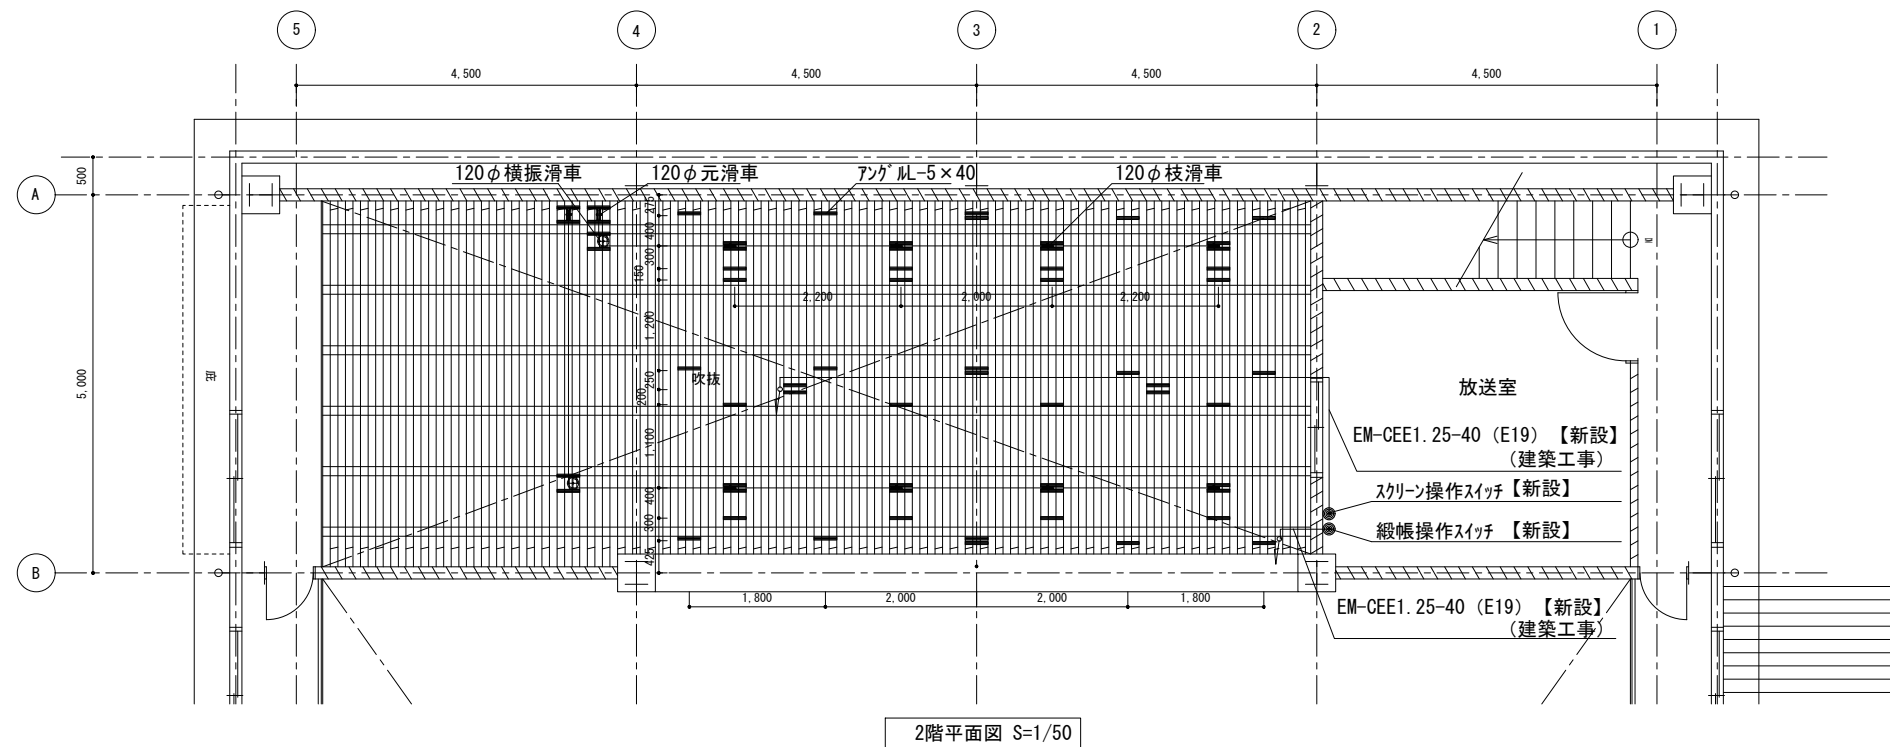 5
4
3
2
1
4,500
4,500
4,500
4,500
500
A
5,000
B
120φ横振滑車
120φ元滑車
ｱﾝｸﾞﾙL-5×40
120φ枝滑車
275
400
300
150
1,200
250
200
1,100
400
300
425
2,200
2,000
2,200
庇
吹抜
放送室
EM-CEE1.25-40 (E19) 【新設】
(建築工事)
ｽｸﾘｰﾝ操作ｽｲｯﾁ【新設】
緞帳操作スイッチ 【新設】
1,800
2,000
2,000
1,800
EM-CEE1.25-40 (E19) 【新設】
(建築工事)
2階平面図 S=1/50